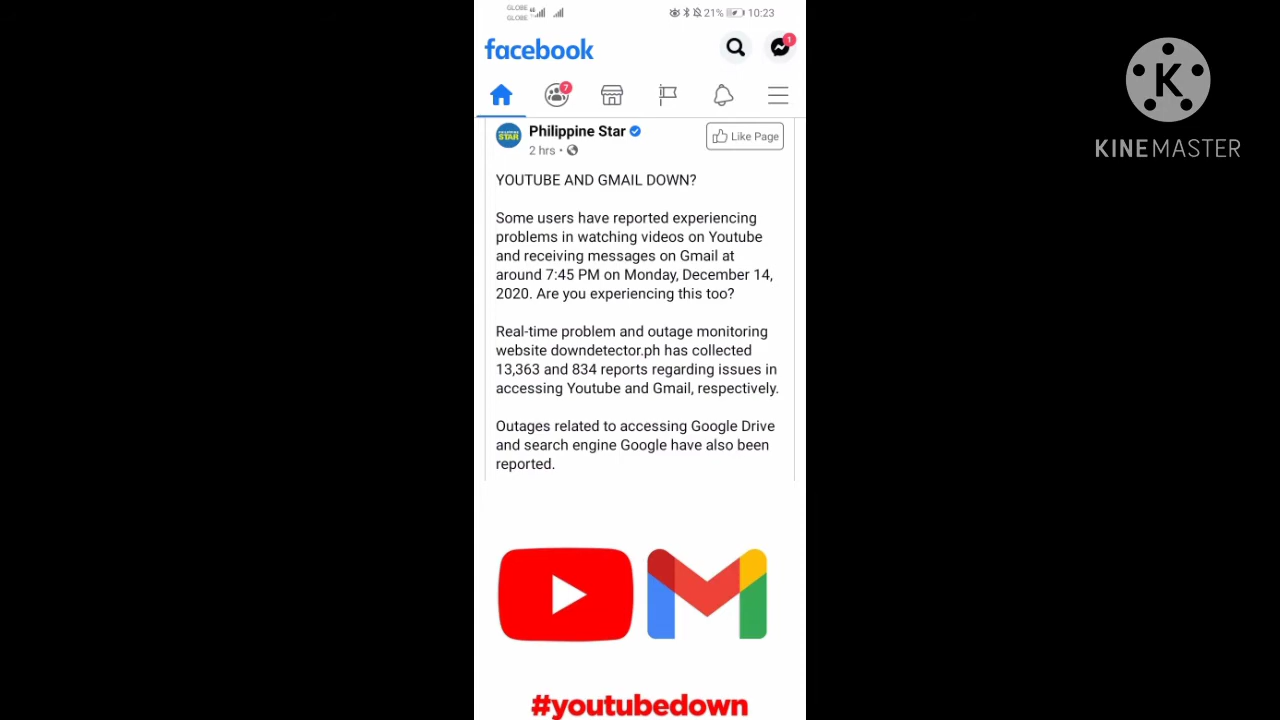 GLOBE
GLOBE
21% 10:23
facebook
1
7
Philippine Star
Like Page
PHILIPPINE
STAR
2 hrs
YOUTUBE AND GMAIL DOWN?
Some users have reported experiencing
problems in watching videos on Youtube
and receiving messages on Gmail at
around 7:45 PM on Monday, December 14,
2020. Are you experiencing this too?
Real-time problem and outage monitoring
website downdetector.ph has collected
13,363 and 834 reports regarding issues in
accessing Youtube and Gmail, respectively.
Outages related to accessing Google Drive
and search engine Google have also been
reported.
#youtubedown
K
KINEMASTER